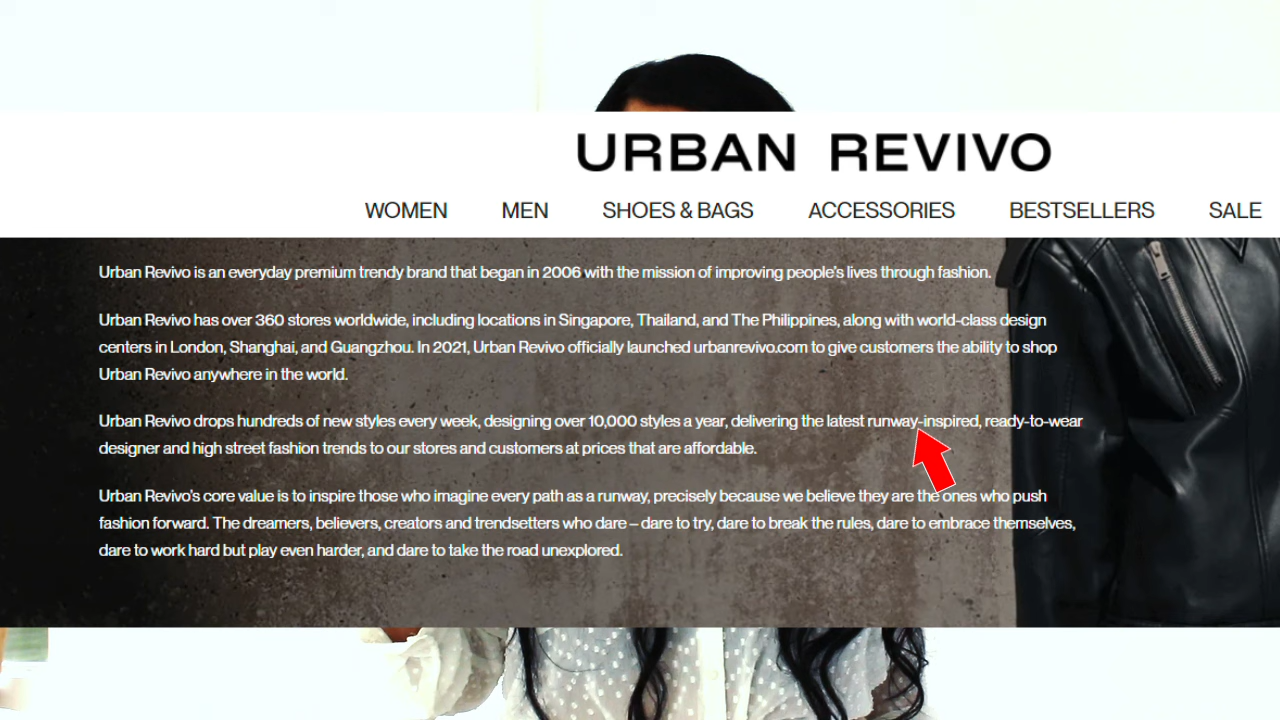 URBAN REVIVO
WOMEN MEN SHOES & BAGS ACCESSORIES BESTSELLERS SALE
Urban Revivo is an everyday premium trendy brand that began in 2006 with the mission of improving people's lives through fashion.
Urban Revivo has over 360 stores worldwide, including locations in Singapore, Thailand, and The Philippines, along with world-class design
centers in London, Shanghai, and Guangzhou. In 2021, Urban Revivo officially launched urbanrevivo.com to give customers the ability to shop
Urban Revivo anywhere in the world.
Urban Revivo drops hundreds of new styles every week, designing over 10,000 styles a year, delivering the latest runway-inspired, ready-to-wear
designer and high street fashion trends to our stores and customers at prices that are affordable.
Urban Revivo's core value is to inspire those who imagine every path as a runway, precisely because we believe they are the ones who push
fashion forward. The dreamers, believers, creators and trendsetters who dare – dare to try, dare to break the rules, dare to embrace themselves,
dare to work hard but play even harder, and dare to take the road unexplored.